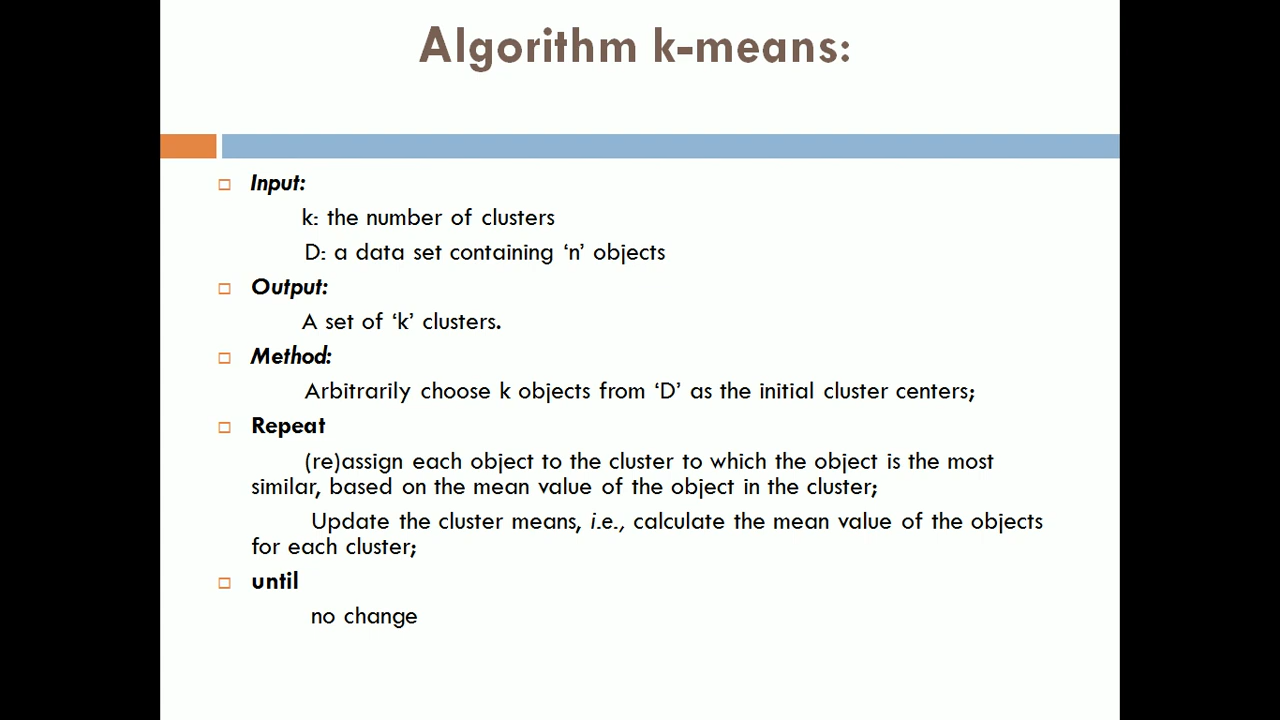 Algorithm k-means:
Input:
k: the number of clusters
D: a data set containing ‘n’ objects
Output:
A set of ‘k’ clusters.
Method:
Arbitrarily choose k objects from ‘D’ as the initial cluster centers;
Repeat
(re)assign each object to the cluster to which the object is the most
similar, based on the mean value of the object in the cluster;
Update the cluster means, i.e., calculate the mean value of the objects
for each cluster;
until
no change